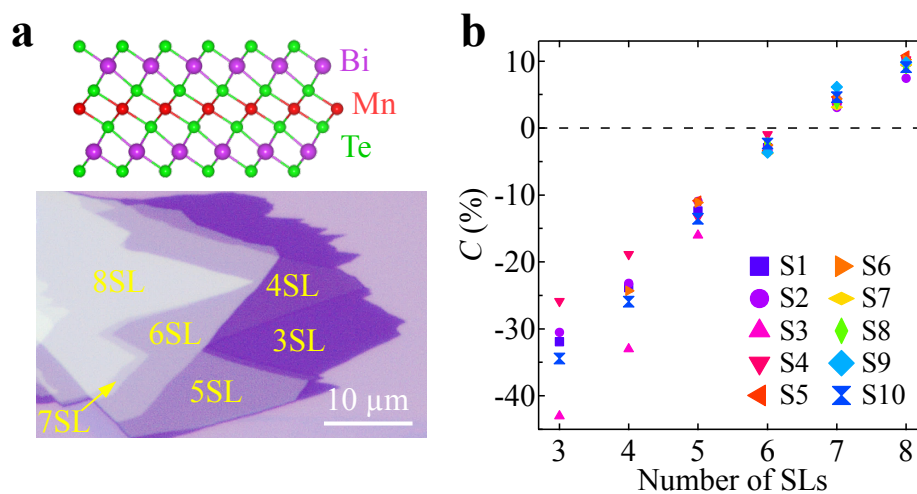 a
Bi
Mn
Te
8SL
4SL
6SL
3SL
5SL
7SL
10 µm
b
C (%)
10
0
-10
-20
-30
-40
3 4 5 6 7 8
Number of SLs
S1 S6
S2 S7
S3 S8
S4 S9
S5 S10